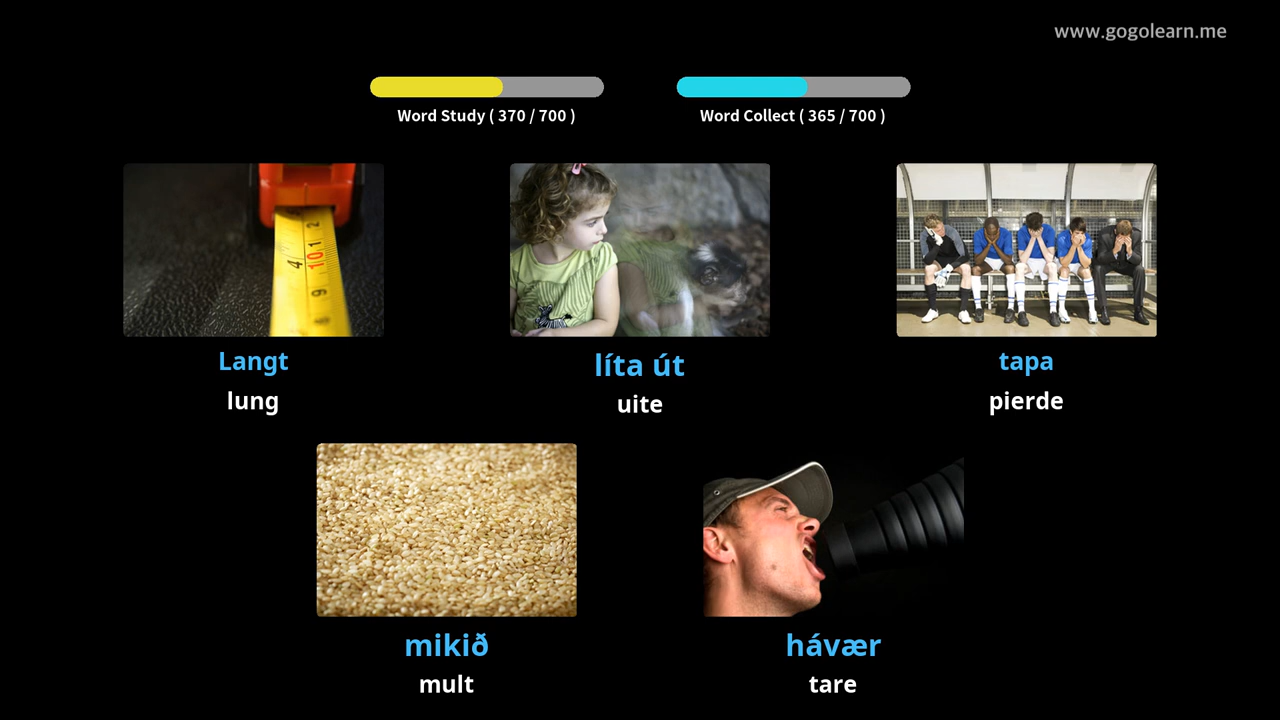 www.gogolearn.me
Word Study ( 370 / 700 )
Word Collect ( 365 / 700 )
Langt
lung
líta út
uite
tapa
pierde
mikið
mult
hávær
tare